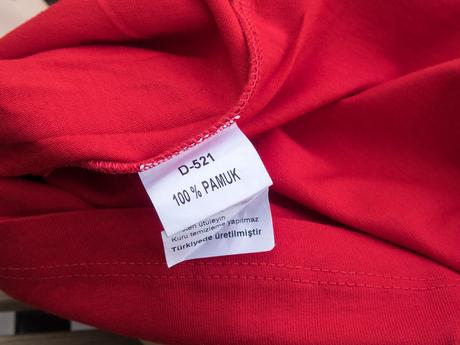 D-521
100 % PAMUK
ütüleyin
Kuru temizleme yapılmaz
Türkiyede üretilmiştir